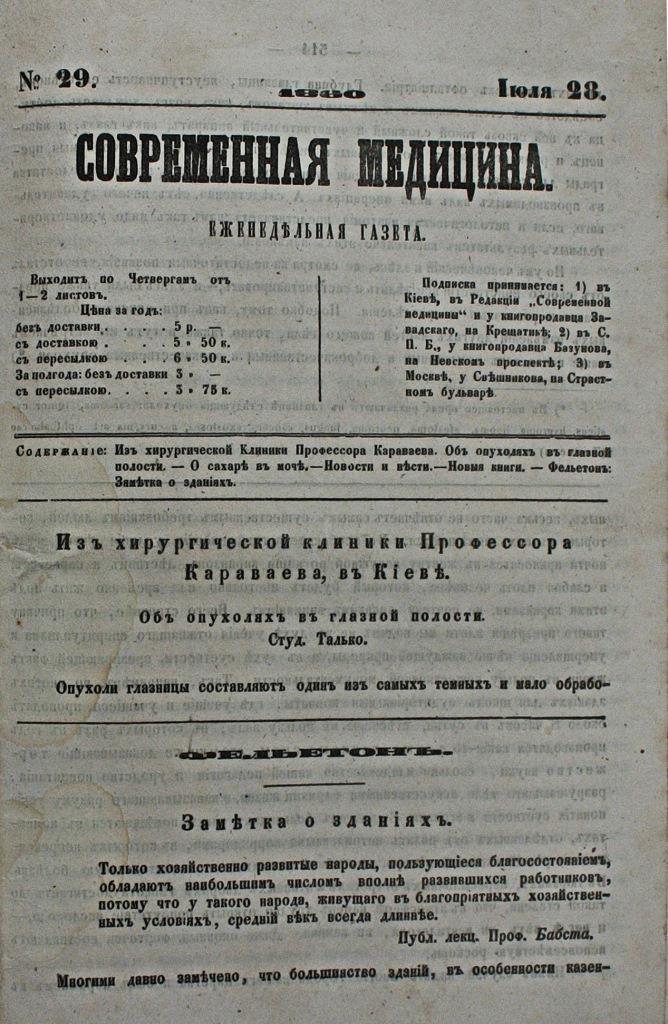 № 29.
1860
Іюля 28.
СОВРЕМЕННАЯ МЕДИЦИНА.
ЕЖЕНЕДѢЛЬНАЯ ГАЗЕТА.
Выходитъ по Четвергамъ отъ
1—2 листовъ.
Цѣна за годъ:
безъ доставки. . . . 5 р. —
съ доставкою . . . . 5 » 50 к.
съ пересылкою . . . 6 » 50 к.
За полгода: безъ доставки 3 » —
съ пересылкою. . . . 3 » 75 к.
Подписка принимается: 1) въ
Кіевѣ, въ Редакціи „Современной
медицины“ и у книгопродавца За-
вадскаго, на Крещатикѣ; 2) въ С.
П. Б., у книгопродавца Базунова,
на Невскомъ проспектѣ; 3) въ
Москвѣ, у Свѣшникова, на Страст-
номъ бульварѣ
Содержаніе: Изъ хирургической Клиники Профессора Караваева. Объ опухоляхъ въ глазной
полости. — О сахарѣ въ мочѣ. — Новости и вѣсти. — Новыя книги. — Фельетонъ:
Замѣтка о зданіяхъ.
Изъ хирургической клиники Профессора
Караваева, въ Кіевѣ.
Объ опухоляхъ въ глазной полости.
Студ. Талько.
Опухоли глазницы составляютъ одинъ изъ самыхъ темныхъ и мало обрабо-
ФЕЛЬЕТОНЪ.
Замѣтка о зданіяхъ.
Только хозяйственно развитые народы, пользующіеся благосостояніемъ,
обладаютъ наибольшимъ числомъ вполнѣ развившихся работниковъ,
потому что у такого народа, живущаго въ благопріятныхъ хозяйствен-
ныхъ условіяхъ, средній вѣкъ всегда длиннѣе.
Публ. лекц. Проф. Бабста.
Многими давно замѣчено, что большинство зданій, въ особенности казен-